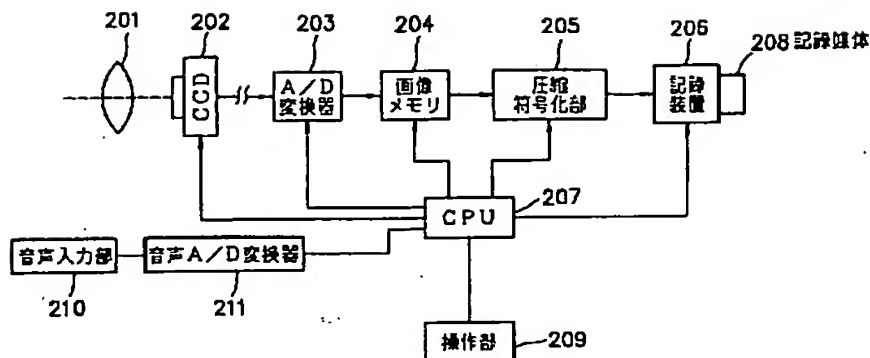 201
202
203
204
205
206
208 記録媒体
CCD
A/D
変換器
画像
メモリ
圧縮
符号化部
記録
装置
207
CPU
音声入力部
音声A/D変換器
210
211
操作部
209